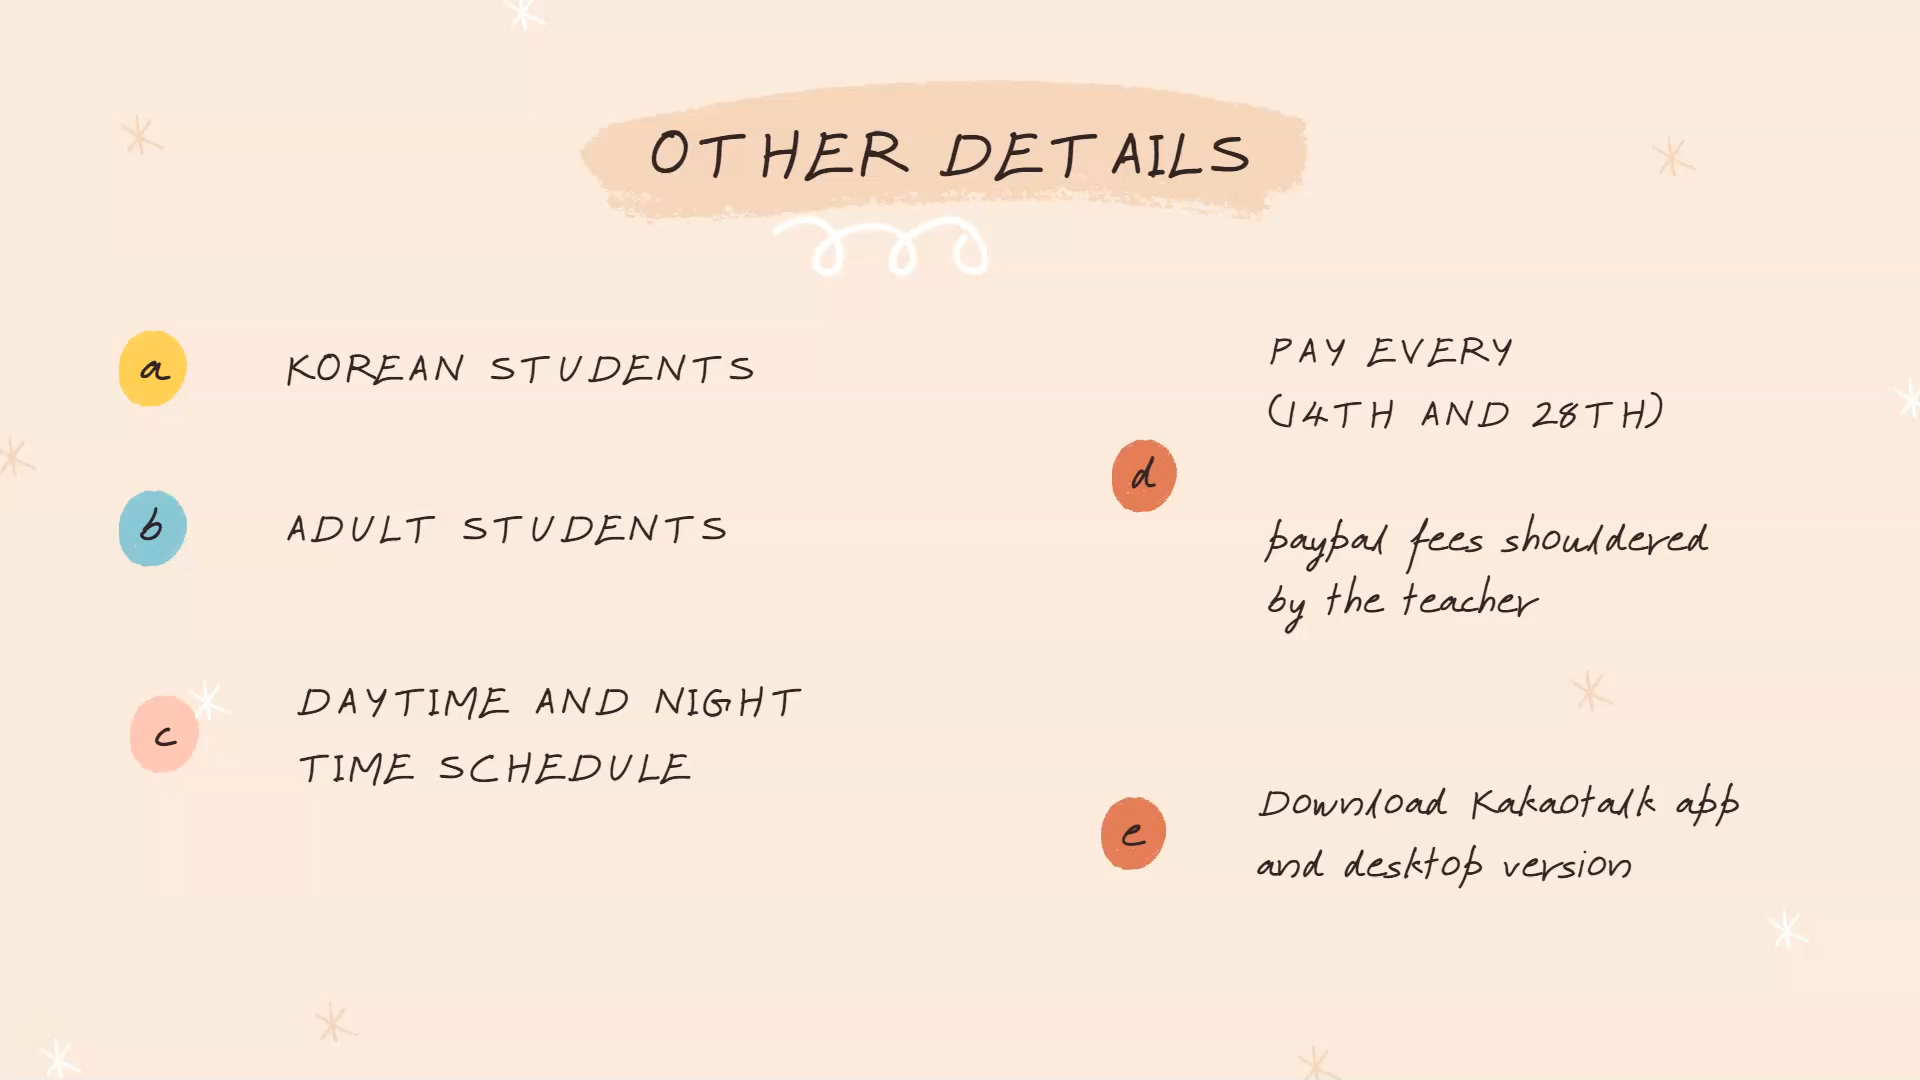 OTHER DETAILS
a
KOREAN STUDENTS
b
ADULT STUDENTS
c
DAYTIME AND NIGHT
TIME SCHEDULE
d
PAY EVERY
(14TH AND 28TH)
paypal fees shouldered
by the teacher
e
Download Kakaotalk app
and desktop version